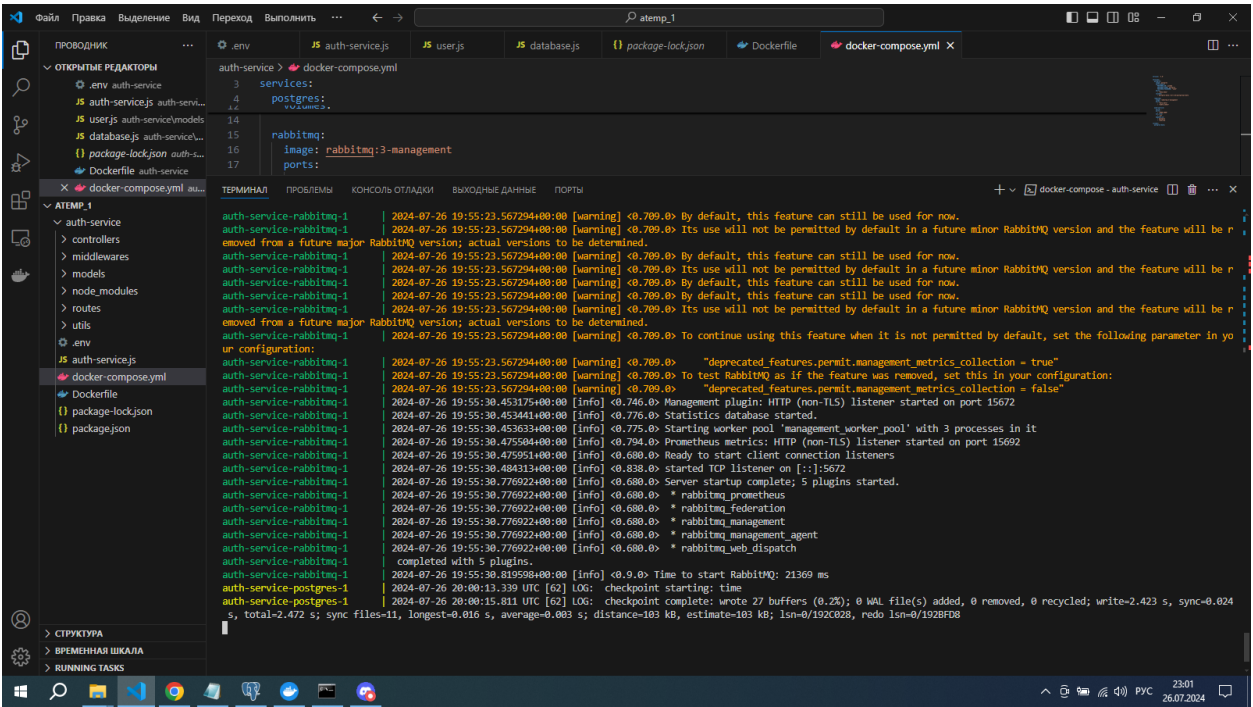 Файл Правка Выделение Вид Переход Выполнить ··· ← → atemp_1
ПРОВОДНИК ···
.env JS auth-service.js JS user.js JS database.js {} package-lock.json Dockerfile docker-compose.yml ×
ОТКРЫТЫЕ РЕДАКТОРЫ
.env auth-service
JS auth-service.js auth-servi...
JS user.js auth-service\models
JS database.js auth-service\...
{} package-lock.json auth-s...
Dockerfile auth-service
× docker-compose.yml au...
ATEMP_1
auth-service
> controllers
> middlewares
> models
> node_modules
> routes
> utils
.env
JS auth-service.js
docker-compose.yml
Dockerfile
{} package-lock.json
{} package.json
> СТРУКТУРА
> ВРЕМЕННАЯ ШКАЛА
> RUNNING TASKS
auth-service > docker-compose.yml
3 services:
4 postgres:
12 volumes:
14
15 rabbitmq:
16 image: rabbitmq:3-management
17 ports:
ТЕРМИНАЛ ПРОБЛЕМЫ КОНСОЛЬ ОТЛАДКИ ВЫХОДНЫЕ ДАННЫЕ ПОРТЫ
docker-compose - auth-service
auth-service-rabbitmq-1 | 2024-07-26 19:55:23.567294+00:00 [warning] <0.709.0> By default, this feature can still be used for now.
auth-service-rabbitmq-1 | 2024-07-26 19:55:23.567294+00:00 [warning] <0.709.0> Its use will not be permitted by default in a future minor RabbitMQ version and the feature will be r
emoved from a future major RabbitMQ version; actual versions to be determined.
auth-service-rabbitmq-1 | 2024-07-26 19:55:23.567294+00:00 [warning] <0.709.0> By default, this feature can still be used for now.
auth-service-rabbitmq-1 | 2024-07-26 19:55:23.567294+00:00 [warning] <0.709.0> Its use will not be permitted by default in a future minor RabbitMQ version and the feature will be r
auth-service-rabbitmq-1 | 2024-07-26 19:55:23.567294+00:00 [warning] <0.709.0> By default, this feature can still be used for now.
auth-service-rabbitmq-1 | 2024-07-26 19:55:23.567294+00:00 [warning] <0.709.0> By default, this feature can still be used for now.
auth-service-rabbitmq-1 | 2024-07-26 19:55:23.567294+00:00 [warning] <0.709.0> Its use will not be permitted by default in a future minor RabbitMQ version and the feature will be r
emoved from a future major RabbitMQ version; actual versions to be determined.
auth-service-rabbitmq-1 | 2024-07-26 19:55:23.567294+00:00 [warning] <0.709.0> To continue using this feature when it is not permitted by default, set the following parameter in yo
ur configuration:
auth-service-rabbitmq-1 | 2024-07-26 19:55:23.567294+00:00 [warning] <0.709.0> "deprecated_features.permit.management_metrics_collection = true"
auth-service-rabbitmq-1 | 2024-07-26 19:55:23.567294+00:00 [warning] <0.709.0> To test RabbitMQ as if the feature was removed, set this in your configuration:
auth-service-rabbitmq-1 | 2024-07-26 19:55:23.567294+00:00 [warning] <0.709.0> "deprecated_features.permit.management_metrics_collection = false"
auth-service-rabbitmq-1 | 2024-07-26 19:55:30.453175+00:00 [info] <0.746.0> Management plugin: HTTP (non-TLS) listener started on port 15672
auth-service-rabbitmq-1 | 2024-07-26 19:55:30.453441+00:00 [info] <0.776.0> Statistics database started.
auth-service-rabbitmq-1 | 2024-07-26 19:55:30.453633+00:00 [info] <0.775.0> Starting worker pool 'management_worker_pool' with 3 processes in it
auth-service-rabbitmq-1 | 2024-07-26 19:55:30.475504+00:00 [info] <0.794.0> Prometheus metrics: HTTP (non-TLS) listener started on port 15692
auth-service-rabbitmq-1 | 2024-07-26 19:55:30.475951+00:00 [info] <0.680.0> Ready to start client connection listeners
auth-service-rabbitmq-1 | 2024-07-26 19:55:30.484313+00:00 [info] <0.838.0> started TCP listener on [::]:5672
auth-service-rabbitmq-1 | 2024-07-26 19:55:30.776922+00:00 [info] <0.680.0> Server startup complete; 5 plugins started.
auth-service-rabbitmq-1 | 2024-07-26 19:55:30.776922+00:00 [info] <0.680.0> * rabbitmq_prometheus
auth-service-rabbitmq-1 | 2024-07-26 19:55:30.776922+00:00 [info] <0.680.0> * rabbitmq_federation
auth-service-rabbitmq-1 | 2024-07-26 19:55:30.776922+00:00 [info] <0.680.0> * rabbitmq_management
auth-service-rabbitmq-1 | 2024-07-26 19:55:30.776922+00:00 [info] <0.680.0> * rabbitmq_management_agent
auth-service-rabbitmq-1 | 2024-07-26 19:55:30.776922+00:00 [info] <0.680.0> * rabbitmq_web_dispatch
auth-service-rabbitmq-1 | completed with 5 plugins.
auth-service-rabbitmq-1 | 2024-07-26 19:55:30.819598+00:00 [info] <0.9.0> Time to start RabbitMQ: 21369 ms
auth-service-postgres-1 | 2024-07-26 20:00:13.339 UTC [62] LOG: checkpoint starting: time
auth-service-postgres-1 | 2024-07-26 20:00:15.811 UTC [62] LOG: checkpoint complete: wrote 27 buffers (0.2%); 0 WAL file(s) added, 0 removed, 0 recycled; write=2.423 s, sync=0.024
s, total=2.472 s; sync files=11, longest=0.016 s, average=0.003 s; distance=103 kB, estimate=103 kB; lsn=0/192C028, redo lsn=0/192BFD8
РУС
23:01
26.07.2024